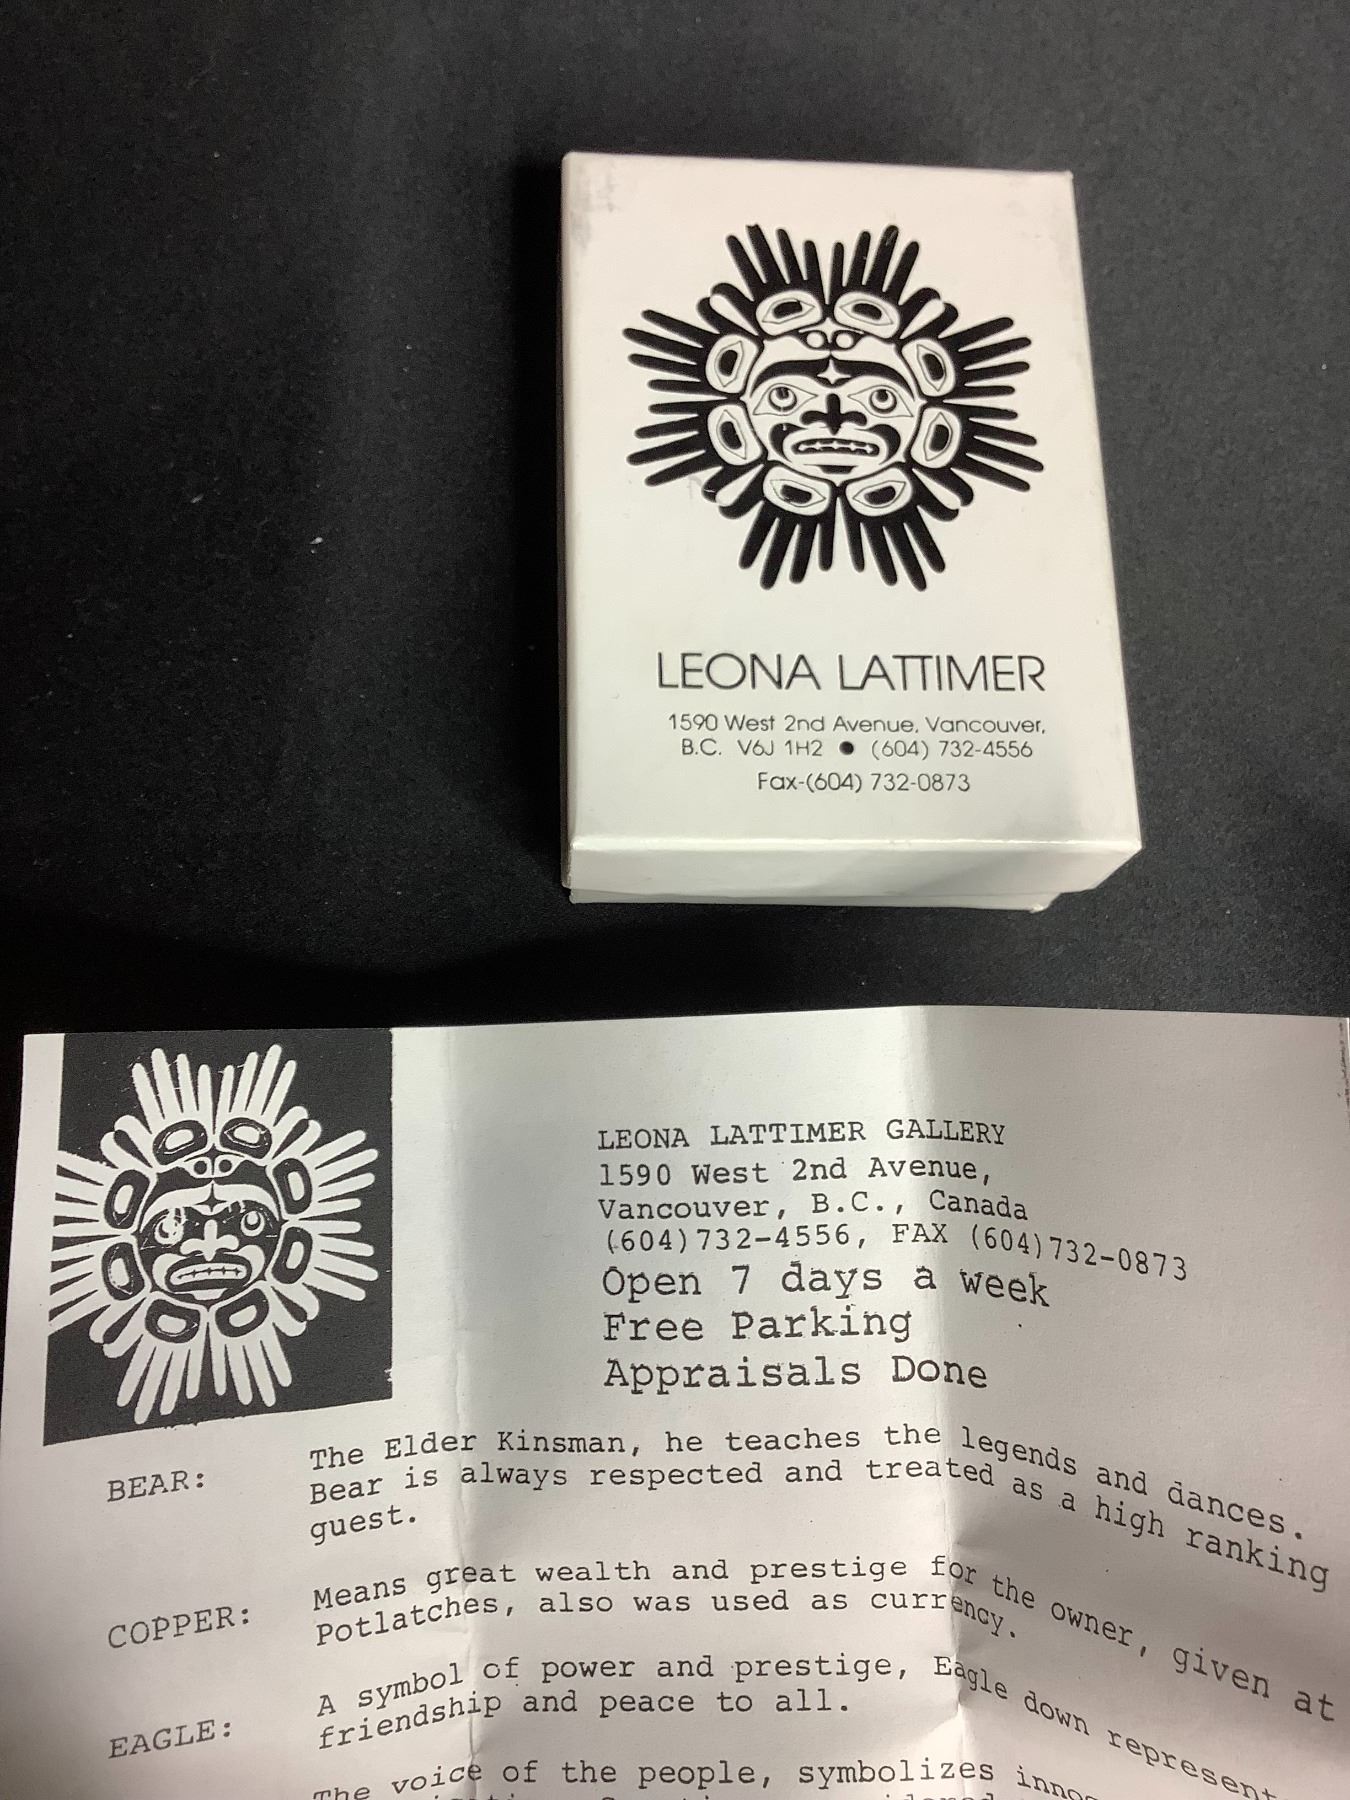 LEONA LATTIMER
1590 West 2nd Avenue, Vancouver,
B.C. V6J 1H2 ● (604) 732-4556
Fax-(604) 732-0873
LEONA LATTIMER GALLERY
1590 West 2nd Avenue,
Vancouver, B.C., Canada
(604)732-4556, FAX (604)732-0873
Open 7 days a week
Free Parking
Appraisals Done
BEAR: The Elder Kinsman, he teaches the legends and dances.
Bear is always respected and treated as a high ranking
guest.
COPPER: Means great wealth and prestige for the owner, given at
Potlatches, also was used as currency.
EAGLE: A symbol of power and prestige, Eagle down represent
friendship and peace to all.
The voice of the people, symbolizes